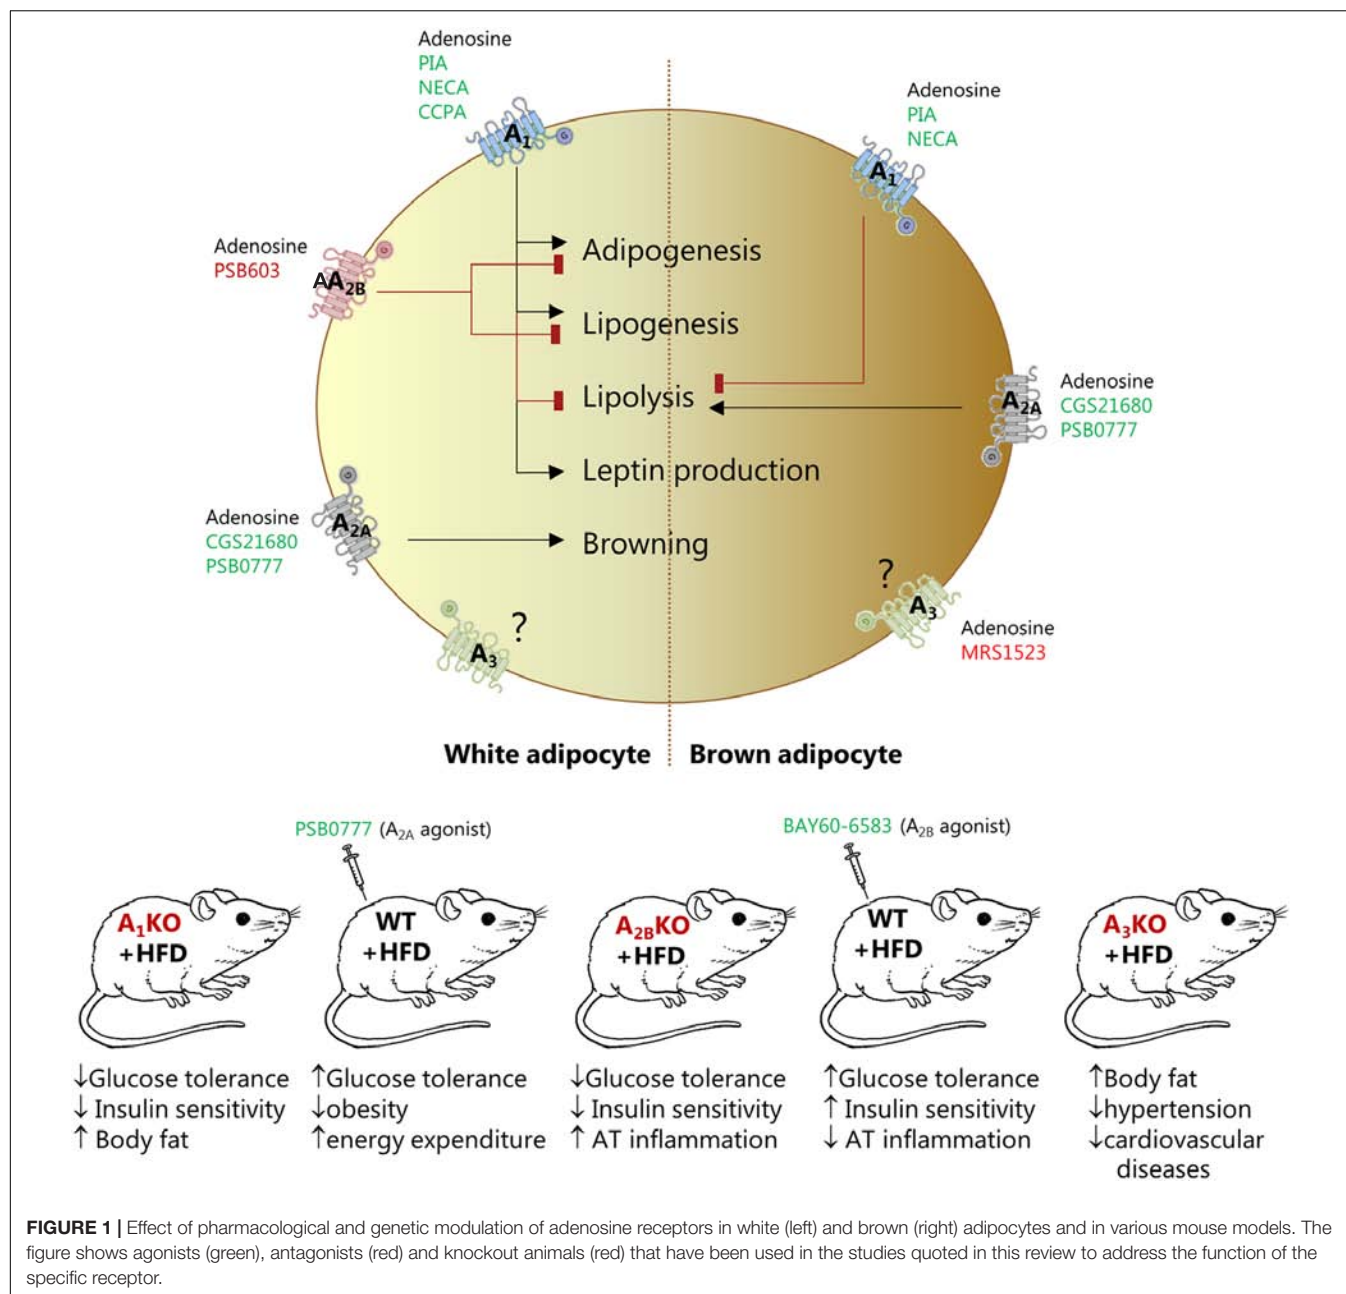 Adenosine
PIA
NECA
CCPA
A1
Adenosine
PIA
NECA
A1
Adenosine
PSB603
AA2B
Adipogenesis
Lipogenesis
Lipolysis
Leptin production
Browning
A2A
Adenosine
CGS21680
PSB0777
Adenosine
CGS21680
PSB0777
A2A
?
A3
?
A3
Adenosine
MRS1523
White adipocyte
Brown adipocyte
PSB0777 (A2A agonist)
BAY60-6583 (A2B agonist)
A1KO
+HFD
WT
+HFD
A2BKO
+HFD
WT
+HFD
A3KO
+HFD
↓Glucose tolerance
↓ Insulin sensitivity
↑ Body fat
↑Glucose tolerance
↓obesity
↑energy expenditure
↓Glucose tolerance
↓ Insulin sensitivity
↑ AT inflammation
↑Glucose tolerance
↑ Insulin sensitivity
↓ AT inflammation
↑Body fat
↓hypertension
↓cardiovascular
diseases
FIGURE 1 | Effect of pharmacological and genetic modulation of adenosine receptors in white (left) and brown (right) adipocytes and in various mouse models. The
figure shows agonists (green), antagonists (red) and knockout animals (red) that have been used in the studies quoted in this review to address the function of the
specific receptor.